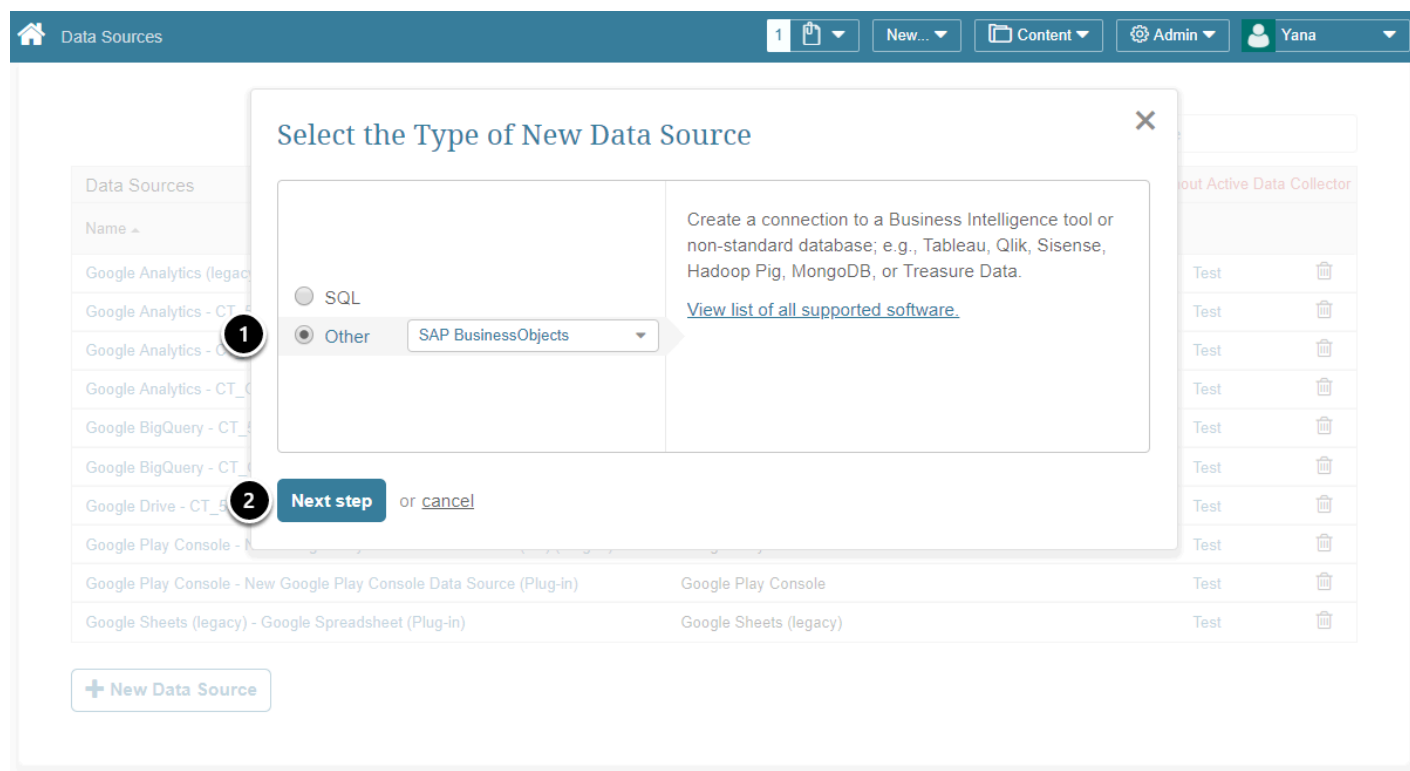 Data Sources
1
New...
Content
Admin
Yana
Select the Type of New Data Source
Data Sources
out Active Data Collector
Name
Create a connection to a Business Intelligence tool or
non-standard database; e.g., Tableau, Qlik, Sisense,
Hadoop Pig, MongoDB, or Treasure Data.
View list of all supported software.
SQL
1
Other
SAP BusinessObjects
Google Analytics (legac
Test
Google Analytics - CT_5
Test
Google Analytics -
Test
Google Analytics - CT_
Test
Google BigQuery - CT_5
Test
Google BigQuery - CT_
Test
2
Next step
or cancel
Google Drive - CT_5
Test
Google Play Console - N
Test
Google Play Console - New Google Play Console Data Source (Plug-in)
Google Play Console
Test
Google Sheets (legacy) - Google Spreadsheet (Plug-in)
Google Sheets (legacy)
Test
New Data Source